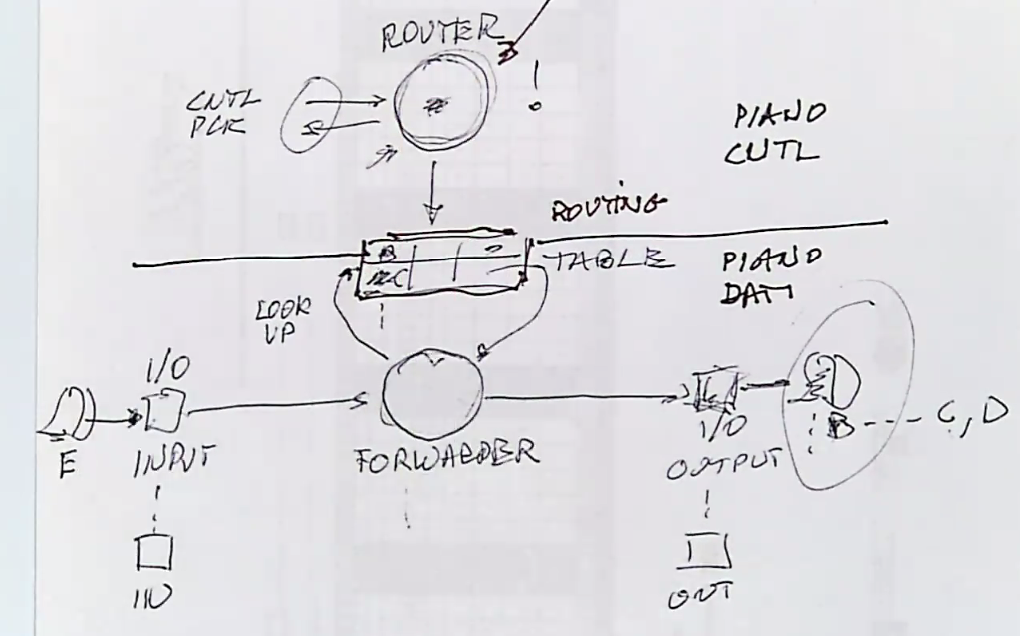 ROUTER
CNTL
PCK
PIANO
CNTL
ROUTING
TABLE
B
C
PIANO
DATI
LOOK
UP
I/O
E
INPUT
FORWARDER
I/O
OUTPUT
B --- C, D
IN
OUT